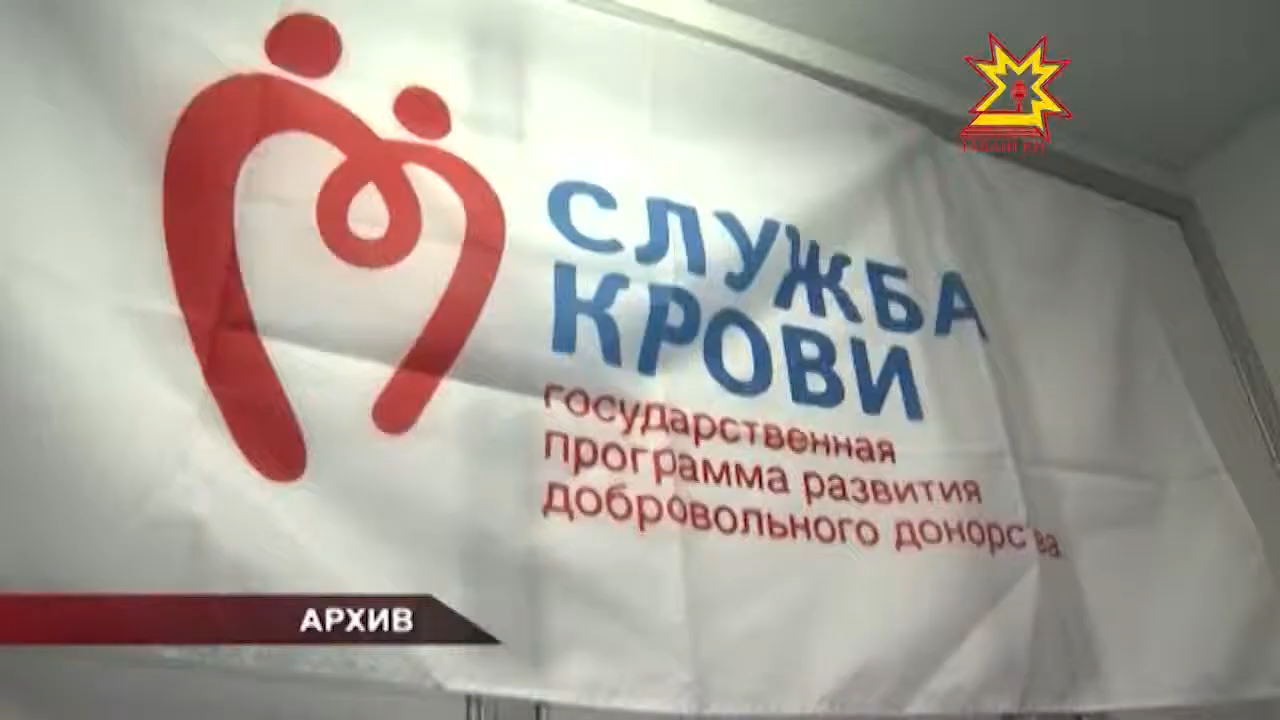 СЛУЖБА
КРОВИ
государственная
программа развития
добровольного донорства
АРХИВ